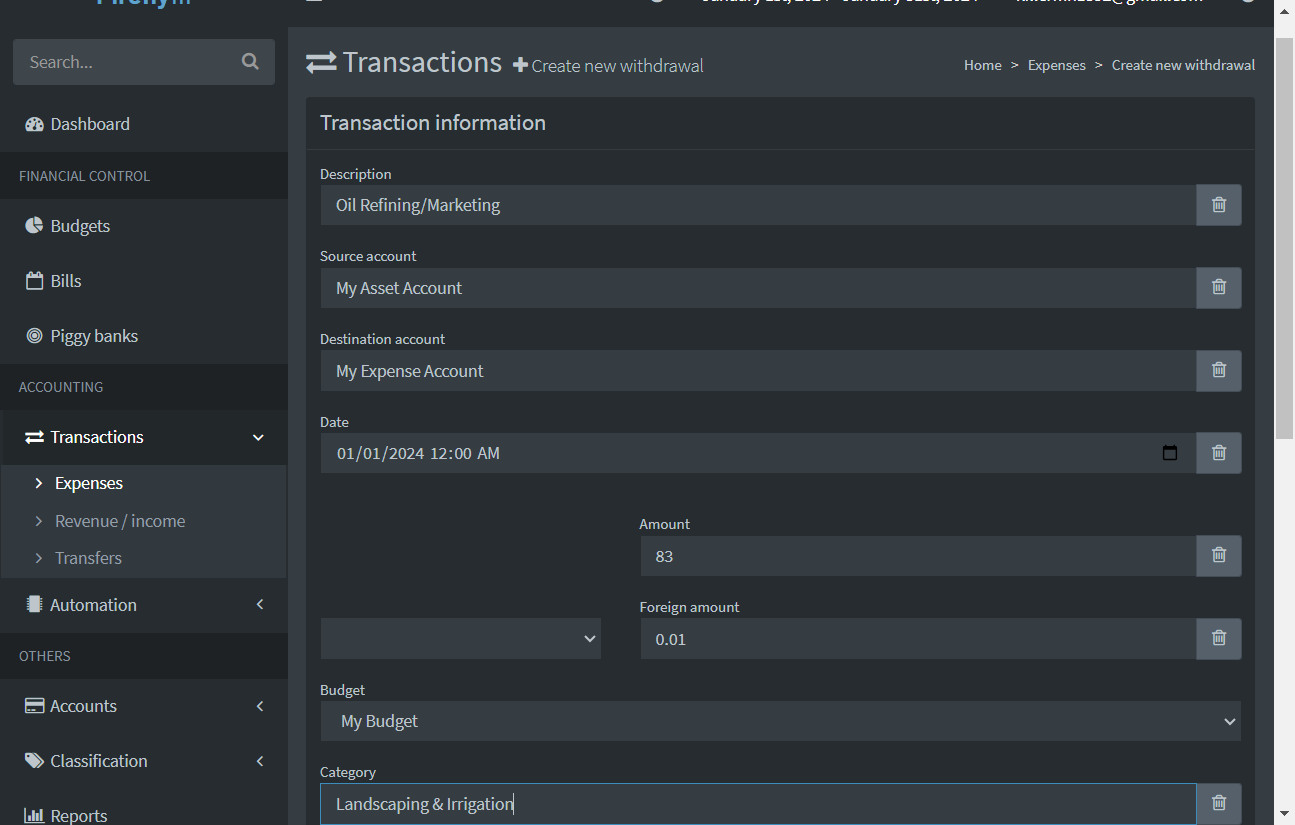 Search...
Dashboard
FINANCIAL CONTROL
Budgets
Bills
Piggy banks
ACCOUNTING
Transactions
Expenses
Revenue / income
Transfers
Automation
OTHERS
Accounts
Classification
Reports
Transactions Create new withdrawal
Home > Expenses > Create new withdrawal
Transaction information
Description
Oil Refining/Marketing
Source account
My Asset Account
Destination account
My Expense Account
Date
01/01/2024 12:00 AM
Amount
83
Foreign amount
0.01
Budget
My Budget
Category
Landscaping & Irrigation